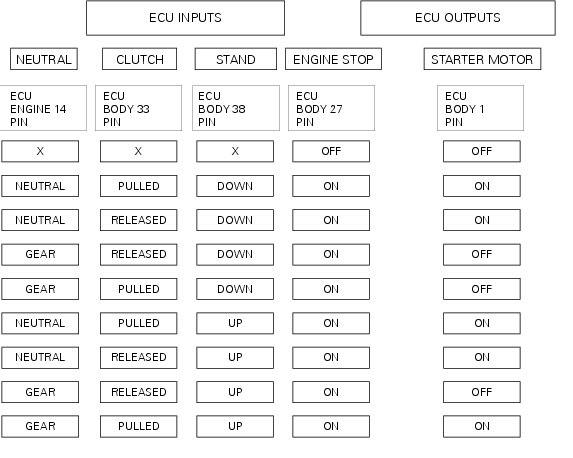 ECU INPUTS ECU OUTPUTS
NEUTRAL CLUTCH STAND ENGINE STOP STARTER MOTOR
ECU ECU ECU ECU ECU
ENGINE 14 BODY 33 BODY 38 BODY 27 BODY 1
PIN PIN PIN PIN PIN
X X X OFF OFF
NEUTRAL PULLED DOWN ON ON
NEUTRAL RELEASED DOWN ON ON
GEAR RELEASED DOWN ON OFF
GEAR PULLED DOWN ON OFF
NEUTRAL PULLED UP ON ON
NEUTRAL RELEASED UP ON ON
GEAR RELEASED UP ON OFF
GEAR PULLED UP ON ON